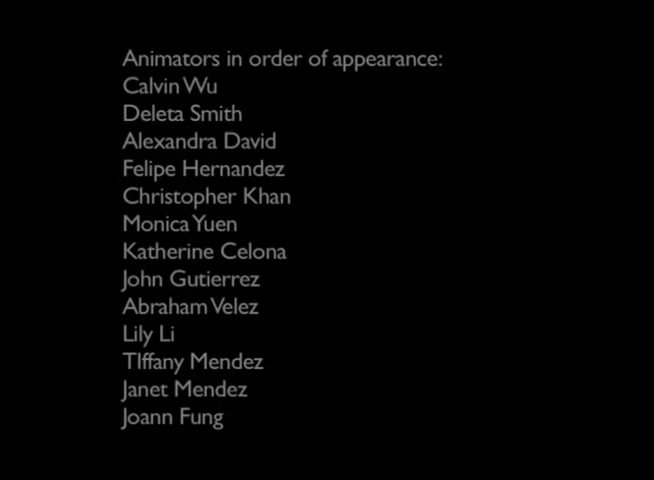 Animators in order of appearance:
Calvin Wu
Deleta Smith
Alexandra David
Felipe Hernandez
Christopher Khan
Monica Yuen
Katherine Celona
John Gutierrez
Abraham Velez
Lily Li
TIffany Mendez
Janet Mendez
Joann Fung